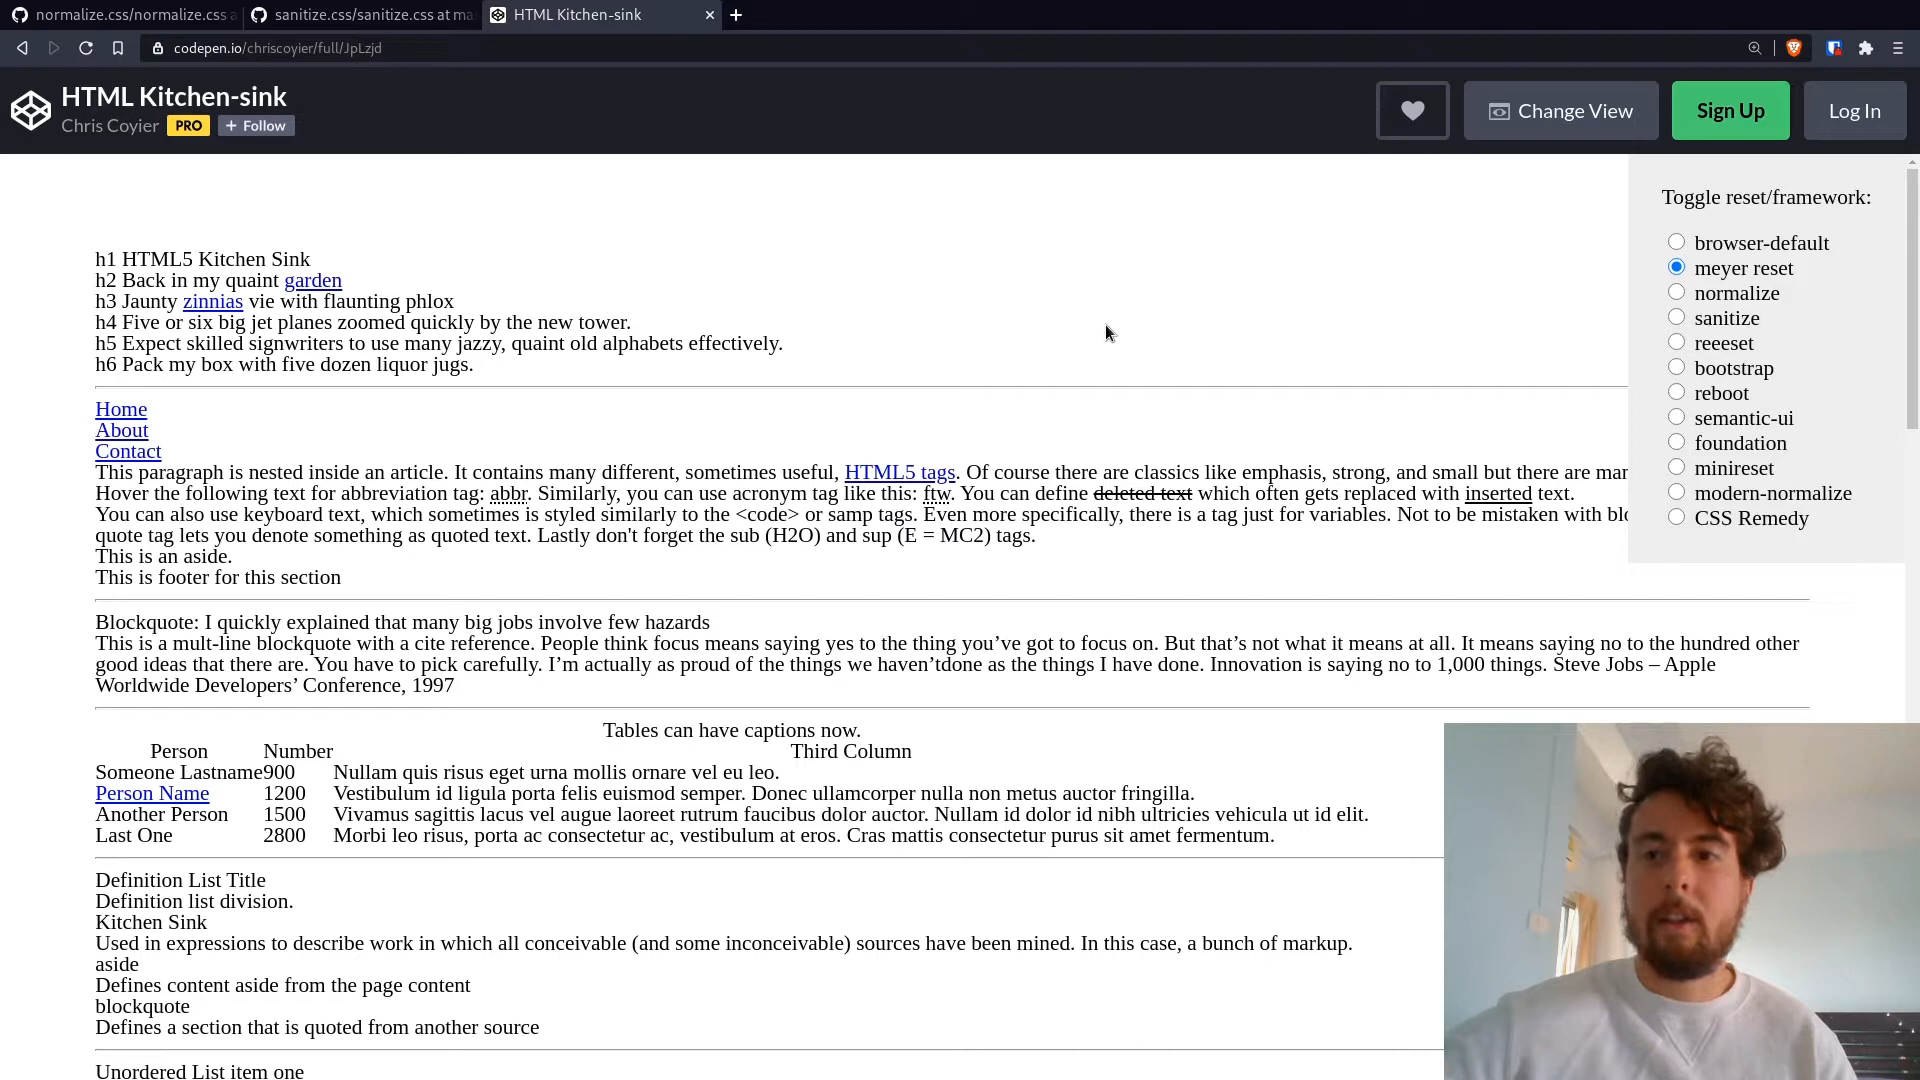 normalize.css/normalize.css a
sanitize.css/sanitize.css at ma
HTML Kitchen-sink
codepen.io/chriscoyier/full/JpLzjd
HTML Kitchen-sink
Chris Coyier PRO + Follow
Change View
Sign Up
Log In
Toggle reset/framework:
browser-default
meyer reset
normalize
sanitize
reeeset
bootstrap
reboot
semantic-ui
foundation
minireset
modern-normalize
CSS Remedy
h1 HTML5 Kitchen Sink
h2 Back in my quaint garden
h3 Jaunty zinnias vie with flaunting phlox
h4 Five or six big jet planes zoomed quickly by the new tower.
h5 Expect skilled signwriters to use many jazzy, quaint old alphabets effectively.
h6 Pack my box with five dozen liquor jugs.
Home
About
Contact
This paragraph is nested inside an article. It contains many different, sometimes useful, HTML5 tags. Of course there are classics like emphasis, strong, and small but there are mar
Hover the following text for abbreviation tag: abbr. Similarly, you can use acronym tag like this: ftw. You can define deleted text which often gets replaced with inserted text.
You can also use keyboard text, which sometimes is styled similarly to the <code> or samp tags. Even more specifically, there is a tag just for variables. Not to be mistaken with blo
quote tag lets you denote something as quoted text. Lastly don't forget the sub (H2O) and sup (E = MC2) tags.
This is an aside.
This is footer for this section
Blockquote: I quickly explained that many big jobs involve few hazards
This is a mult-line blockquote with a cite reference. People think focus means saying yes to the thing you’ve got to focus on. But that’s not what it means at all. It means saying no to the hundred other
good ideas that there are. You have to pick carefully. I’m actually as proud of the things we haven’tdone as the things I have done. Innovation is saying no to 1,000 things. Steve Jobs – Apple
Worldwide Developers’ Conference, 1997
Tables can have captions now.
Person Number Third Column
Someone Lastname900 Nullam quis risus eget urna mollis ornare vel eu leo.
Person Name 1200 Vestibulum id ligula porta felis euismod semper. Donec ullamcorper nulla non metus auctor fringilla.
Another Person 1500 Vivamus sagittis lacus vel augue laoreet rutrum faucibus dolor auctor. Nullam id dolor id nibh ultricies vehicula ut id elit.
Last One 2800 Morbi leo risus, porta ac consectetur ac, vestibulum at eros. Cras mattis consectetur purus sit amet fermentum.
Definition List Title
Definition list division.
Kitchen Sink
Used in expressions to describe work in which all conceivable (and some inconceivable) sources have been mined. In this case, a bunch of markup.
aside
Defines content aside from the page content
blockquote
Defines a section that is quoted from another source
Unordered List item one